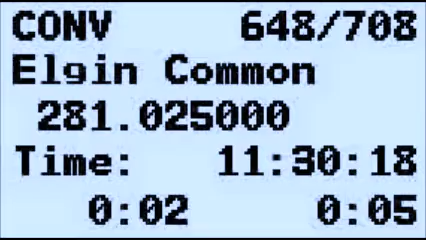 CONV 648/708
Elgin Common
281.025000
Time: 11:30:18
0:02 0:05